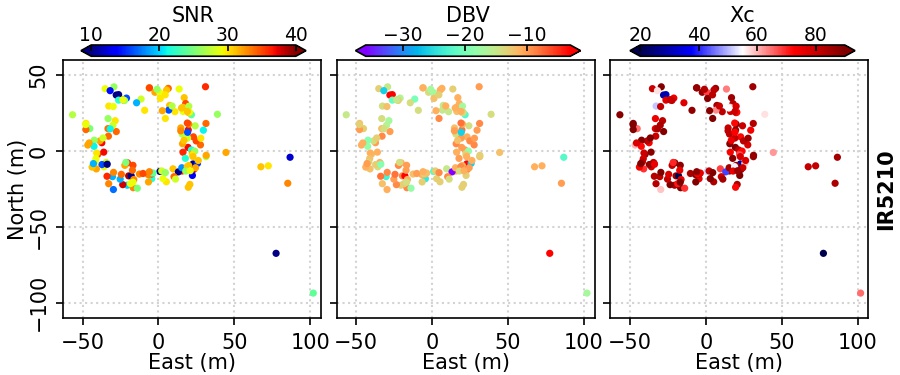 SNR DBV Xc
10 20 30 40 −30 −20 −10 20 40 60 80
50
0
−50
−100
North (m)
IR5210
−50 0 50 100 −50 0 50 100 −50 0 50 100
East (m) East (m) East (m)